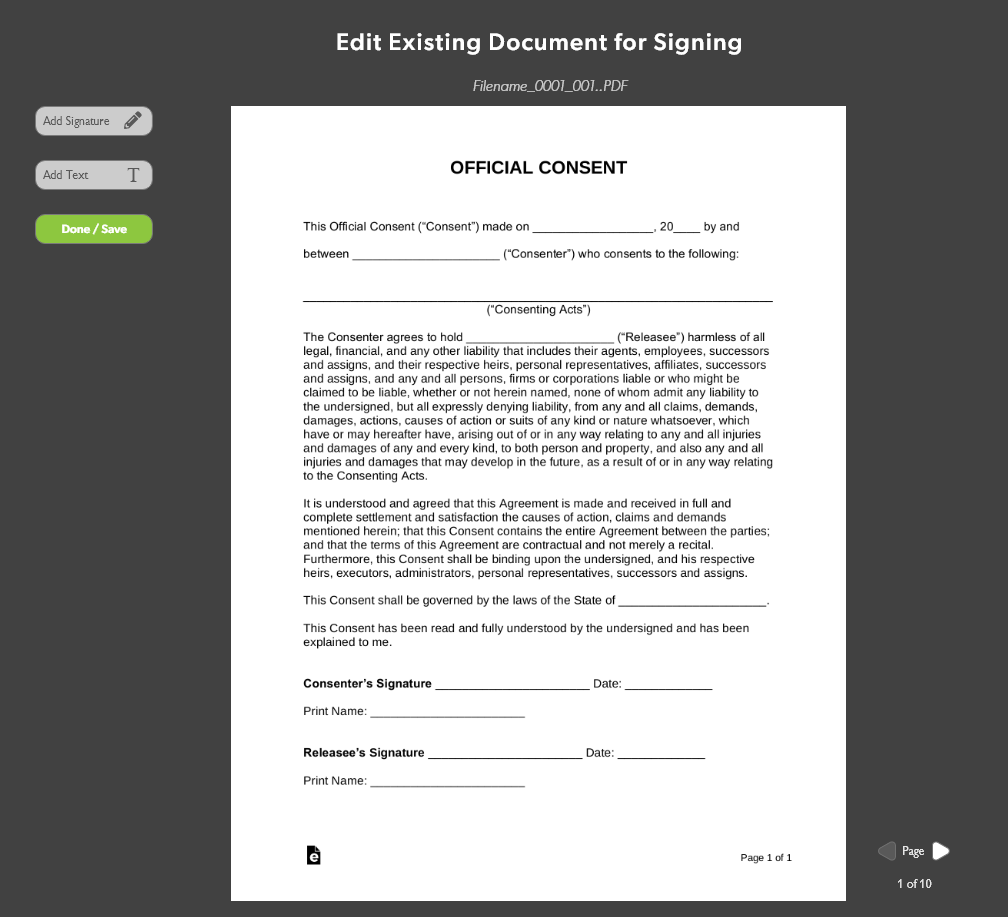 Edit Existing Document for Signing
Filename_0001_001..PDF
Add Signature
Add Text T
Done / Save
OFFICIAL CONSENT
This Official Consent (“Consent”) made on __________________, 20____ by and
between ______________________ (“Consenter”) who consents to the following:
______________________________________________________________________
(“Consenting Acts”)
The Consenter agrees to hold ______________________ (“Releasee”) harmless of all
legal, financial, and any other liability that includes their agents, employees, successors
and assigns, and their respective heirs, personal representatives, affiliates, successors
and assigns, and any and all persons, firms or corporations liable or who might be
claimed to be liable, whether or not herein named, none of whom admit any liability to
the undersigned, but all expressly denying liability, from any and all claims, demands,
damages, actions, causes of action or suits of any kind or nature whatsoever, which
have or may hereafter have, arising out of or in any way relating to any and all injuries
and damages of any and every kind, to both person and property, and also any and all
injuries and damages that may develop in the future, as a result of or in any way relating
to the Consenting Acts.
It is understood and agreed that this Agreement is made and received in full and
complete settlement and satisfaction the causes of action, claims and demands
mentioned herein; that this Consent contains the entire Agreement between the parties;
and that the terms of this Agreement are contractual and not merely a recital.
Furthermore, this Consent shall be binding upon the undersigned, and his respective
heirs, executors, administrators, personal representatives, successors and assigns.
This Consent shall be governed by the laws of the State of ______________________.
This Consent has been read and fully understood by the undersigned and has been
explained to me.
Consenter’s Signature _______________________ Date: _____________
Print Name: _______________________
Releasee’s Signature _______________________ Date: _____________
Print Name: _______________________
e
Page 1 of 1
Page
1 of 10